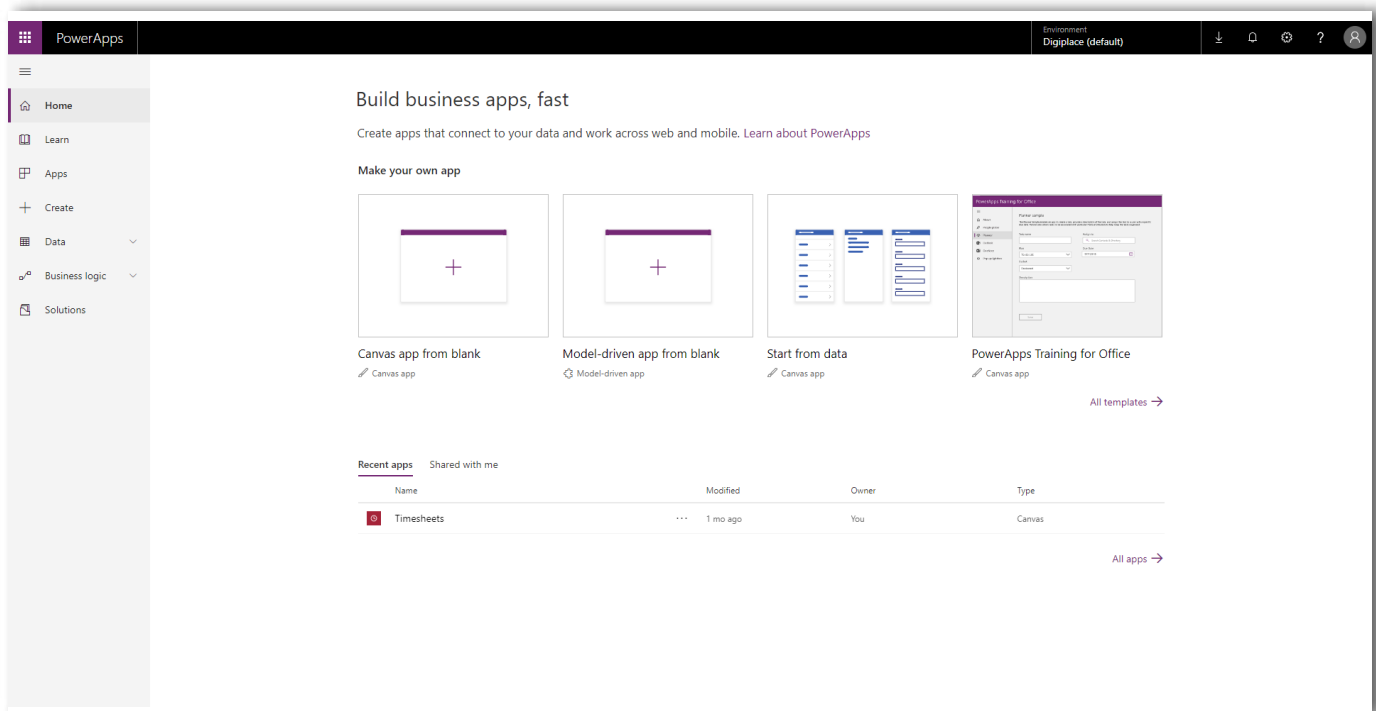 PowerApps
Environment
Digiplace (default)
?
Home
Learn
Apps
Create
Data
Business logic
Solutions
Build business apps, fast
Create apps that connect to your data and work across web and mobile. Learn about PowerApps
Make your own app
PowerApps Training for Office
Canvas app from blank
Canvas app
Model-driven app from blank
Model-driven app
Start from data
Canvas app
PowerApps Training for Office
Canvas app
All templates
Recent apps Shared with me
Name Modified Owner Type
Timesheets ... 1 mo ago You Canvas
All apps